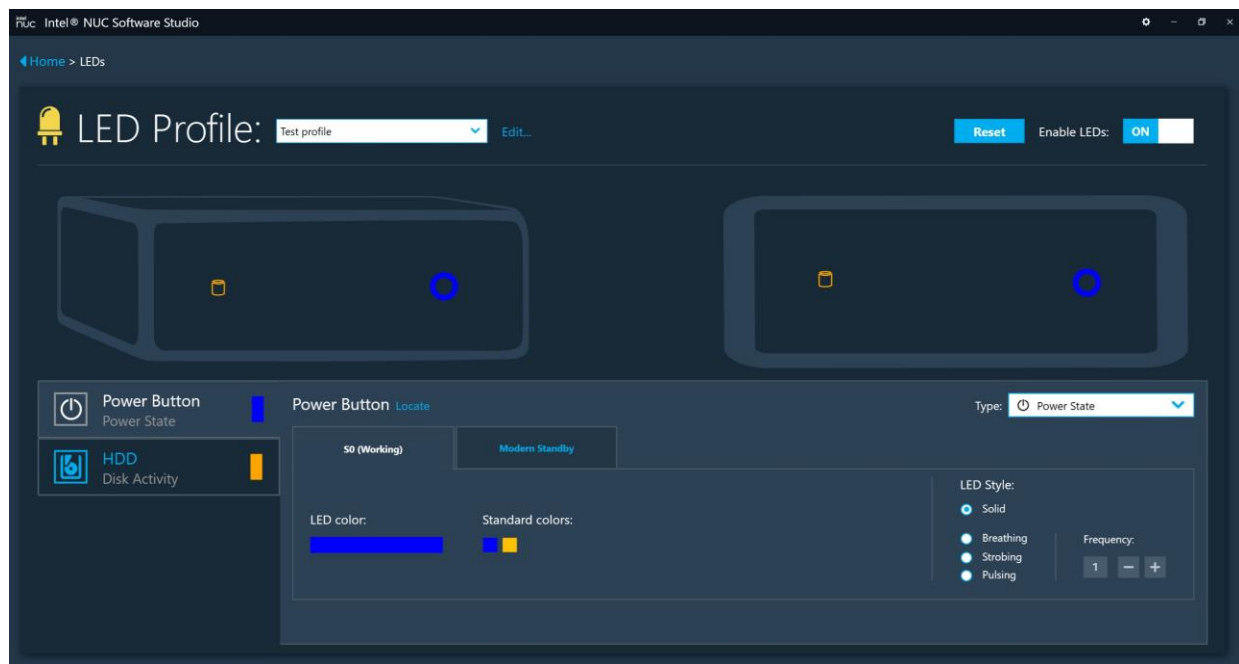 intel nuc Intel® NUC Software Studio
Home > LEDs
LED Profile: Test profile Edit... Reset Enable LEDs: ON
Power Button
Power State
HDD
Disk Activity
Power Button Locate Type: Power State
S0 (Working) Modern Standby
LED color: Standard colors:
LED Style:
Solid
Breathing
Strobing
Pulsing
Frequency:
1 − +